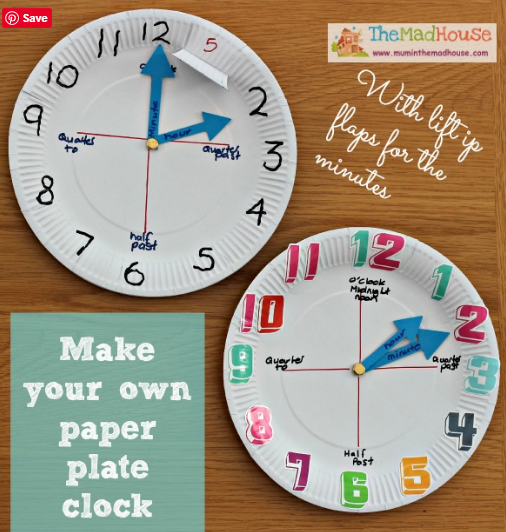 Save
TheMadHouse
www.muminthemadhouse.com
With lift ip
flaps for the
minutes
12
5
2
3
4
5
6
7
8
9
10
11
minute
hour
Quarter
to
Quarter
past
half
past
12
1
2
3
4
5
6
7
8
9
10
11
O'Clock
Midnight
noon
hour
minute
Quarter
to
Quarter
past
Half
Past
Make
your own
paper
plate
clock